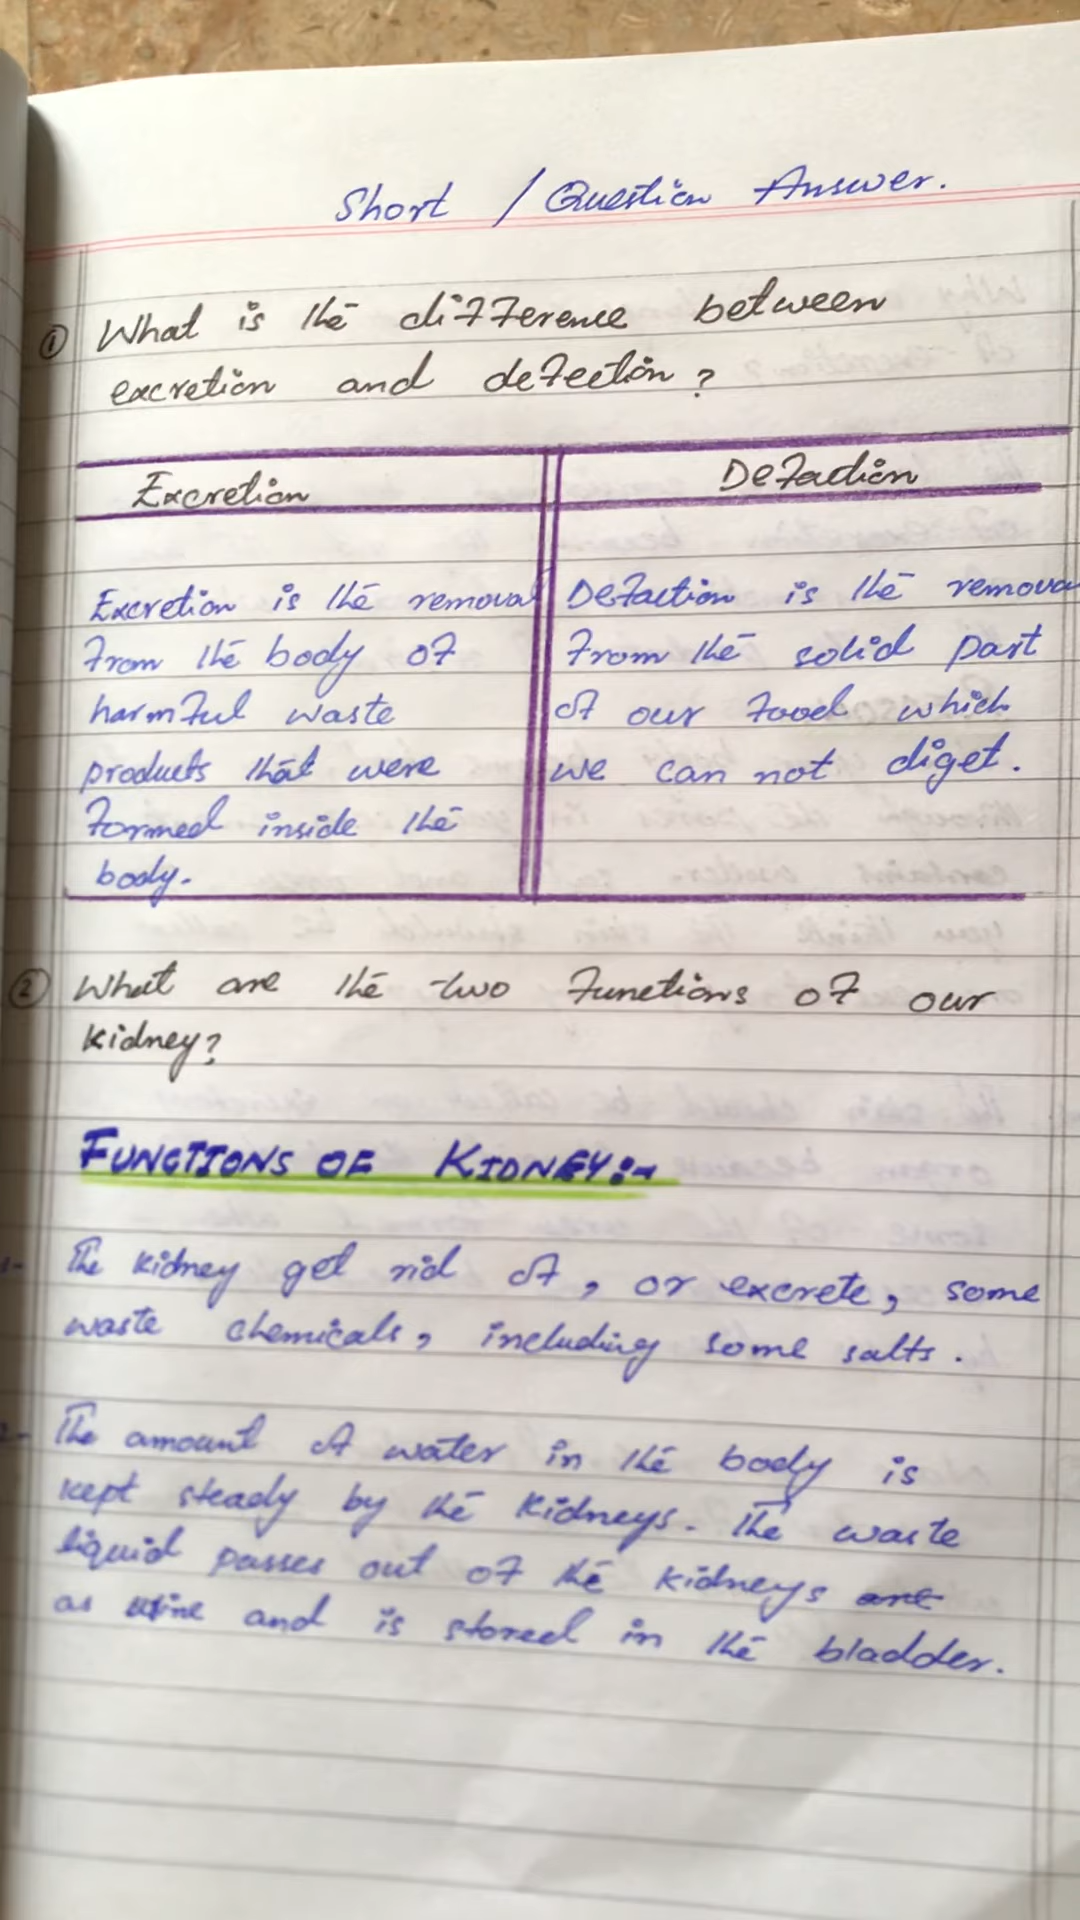 Short / Question Answer.
① What is the difference between
excretion and defection ?
Excretion
Defaction
Excretion is the removal
from the body of
harmful waste
products that were
formed inside the
body.
Defaction is the remova
from the solid part
of our food which
we can not diget.
② What are the two functions of our
kidney?
FUNCTIONS OF KIDNEY:-
1- The kidney get rid of, or excrete, some
waste chemicals, including some salts.
2- The amount of water in the body is
kept steady by the kidneys. The waste
liquid passes out of the kidneys are
as urine and is stored in the bladder.